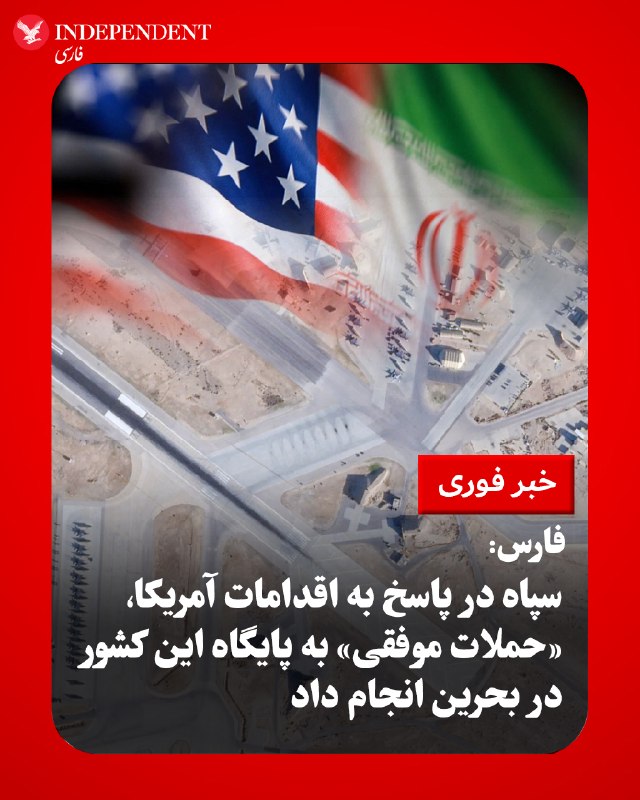 INDEPENDENT
فارسی
خبر فوری
فارس:
سپاه در پاسخ به اقدامات آمریکا،
«حملات موفقی» به پایگاه این کشور
در بحرین انجام داد